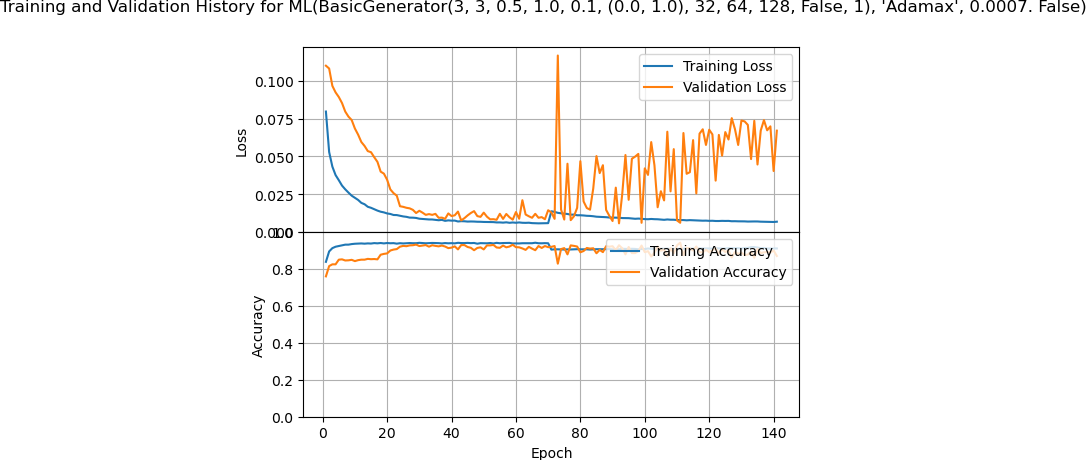 Training and Validation History for ML(BasicGenerator(3, 3, 0.5, 1.0, 0.1, (0.0, 1.0), 32, 64, 128, False, 1), 'Adamax', 0.0007. False)
Training Loss
Validation Loss
0.100
0.075
0.050
0.025
0.000
Loss
Training Accuracy
Validation Accuracy
1.0
0.8
0.6
0.4
0.2
0.0
Accuracy
0 20 40 60 80 100 120 140
Epoch